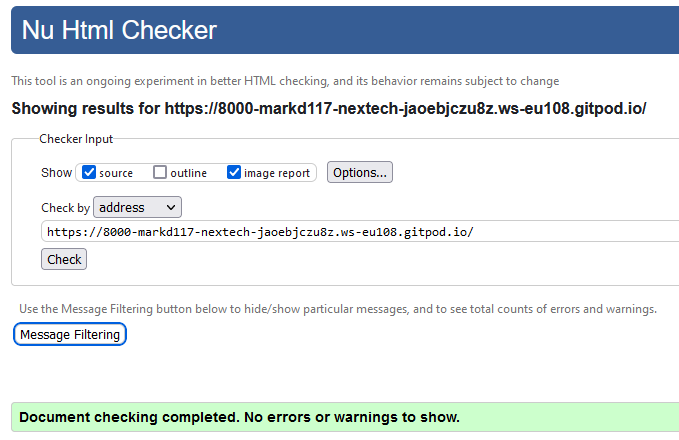 Nu Html Checker
This tool is an ongoing experiment in better HTML checking, and its behavior remains subject to change
Showing results for https://8000-markd117-nextech-jaoebjczu8z.ws-eu108.gitpod.io/
Checker Input
Show source outline image report Options...
Check by address
https://8000-markd117-nextech-jaoebjczu8z.ws-eu108.gitpod.io/
Check
Use the Message Filtering button below to hide/show particular messages, and to see total counts of errors and warnings.
Message Filtering
Document checking completed. No errors or warnings to show.